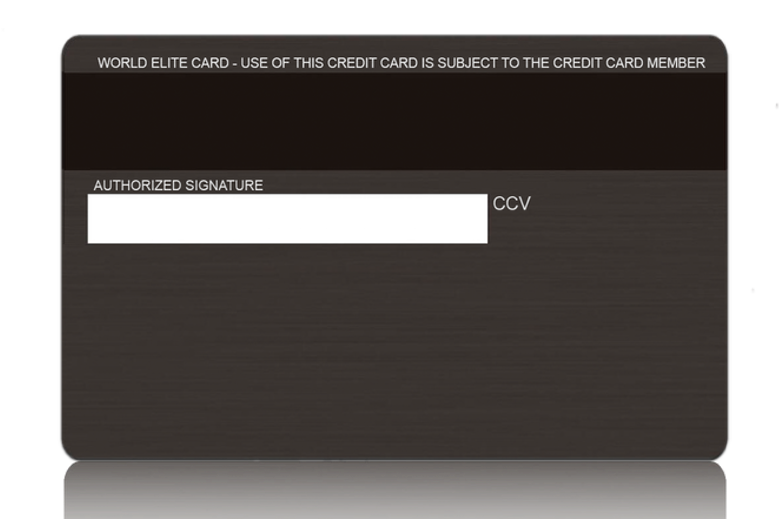 WORLD ELITE CARD - USE OF THIS CREDIT CARD IS SUBJECT TO THE CREDIT CARD MEMBER
AUTHORIZED SIGNATURE
CCV